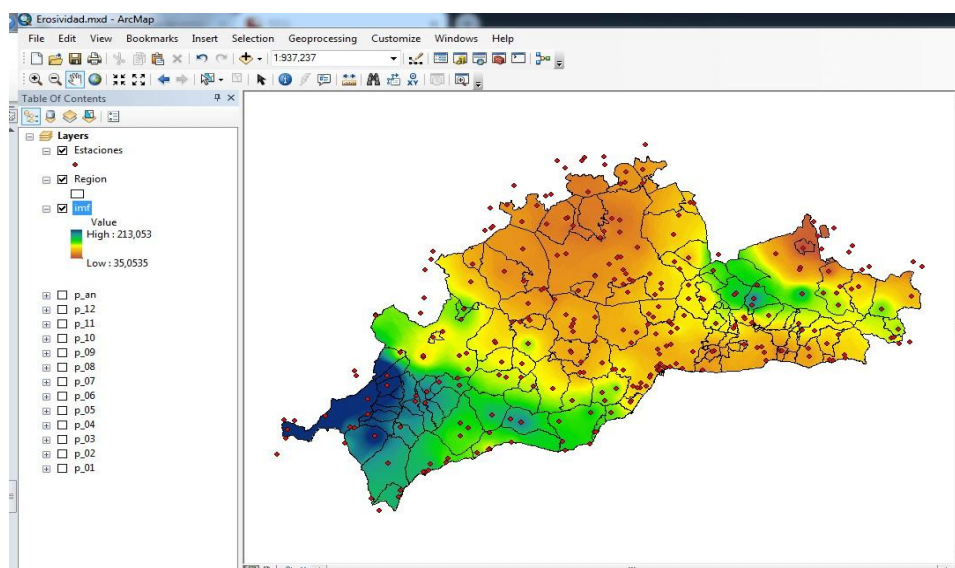 Erosividad.mxd - ArcMap
File Edit View Bookmarks Insert Selection Geoprocessing Customize Windows Help
1:937,237
Table Of Contents
Layers
Estaciones
Region
imf
Value
High : 213,053
Low : 35,0535
p_an
p_12
p_11
p_10
p_09
p_08
p_07
p_06
p_05
p_04
p_03
p_02
p_01